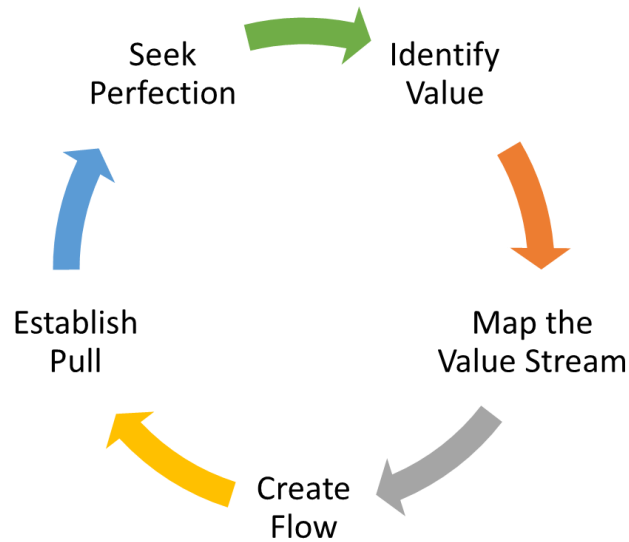 Seek
Perfection
Identify
Value
Map the
Value Stream
Create
Flow
Establish
Pull